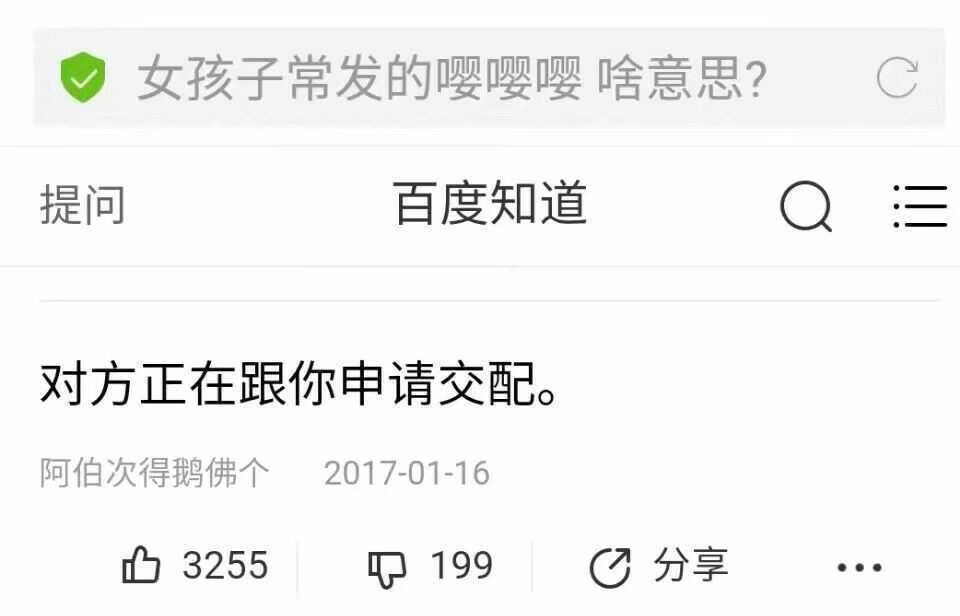 女孩子常发的嘤嘤嘤 啥意思?
提问 百度知道
对方正在跟你申请交配。
阿伯次得鹅佛个 2017-01-16
3255 199 分享